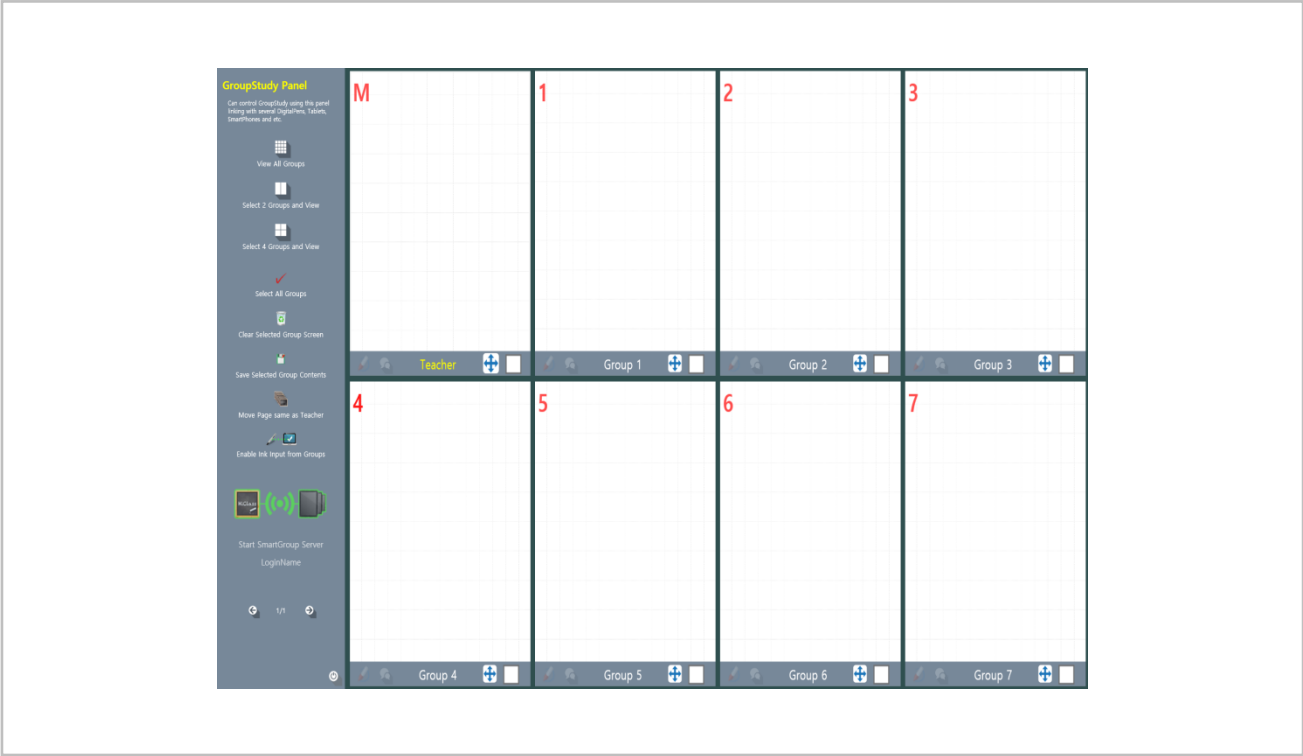 GroupStudy Panel
Can control GroupStudy using this panel
linking with several DigitalPens, Tablets,
SmartPhones and etc.
View All Groups
Select 2 Groups and View
Select 4 Groups and View
Select All Groups
Clear Selected Group Screen
Save Selected Group Contents
Move Page same as Teacher
Enable Ink Input from Groups
Start SmartGroup Server
LoginName
1/1
M
1
2
3
Teacher
Group 1
Group 2
Group 3
4
5
6
7
Group 4
Group 5
Group 6
Group 7